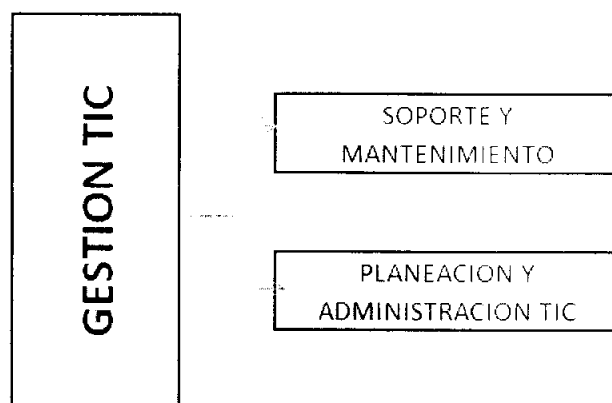 GESTION TIC
SOPORTE Y
MANTENIMIENTO
PLANEACION Y
ADMINISTRACION TIC